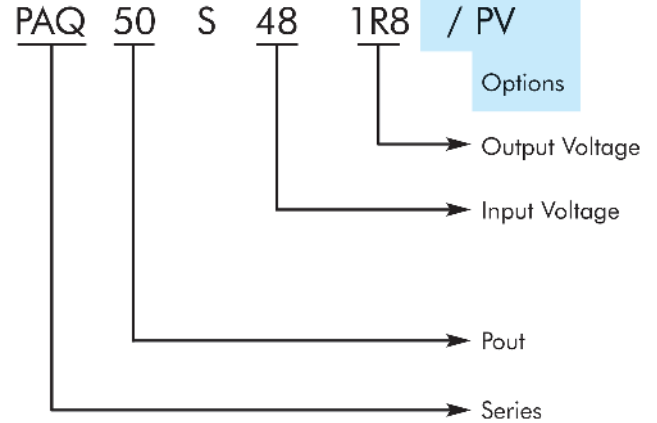 PAQ 50 S 48 1R8 / PV
Options
Output Voltage
Input Voltage
Pout
Series